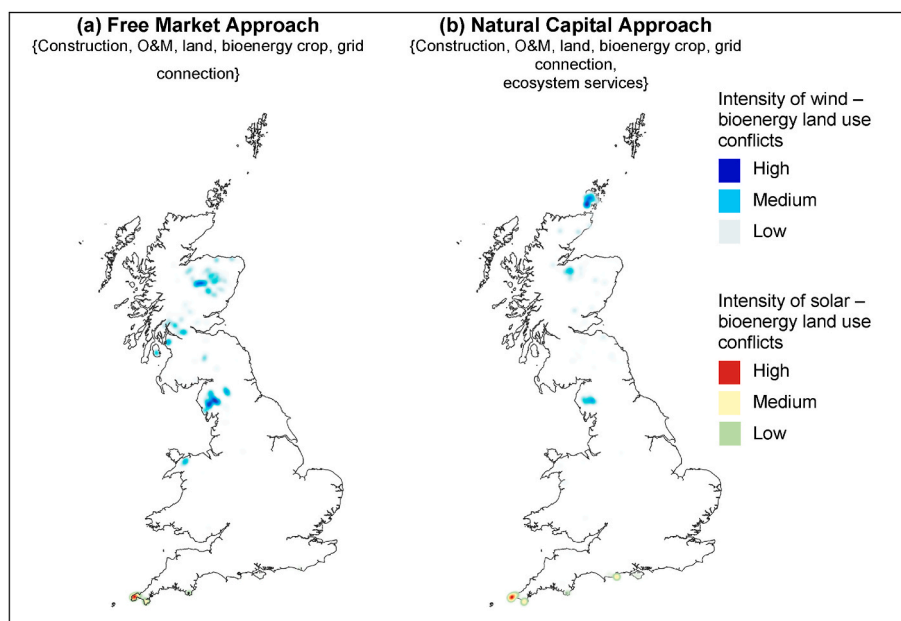 (a) Free Market Approach
{Construction, O&M, land, bioenergy crop, grid
connection}
(b) Natural Capital Approach
{Construction, O&M, land, bioenergy crop, grid
connection,
ecosystem services}
Intensity of wind –
bioenergy land use
conflicts
High
Medium
Low
Intensity of solar –
bioenergy land use
conflicts
High
Medium
Low